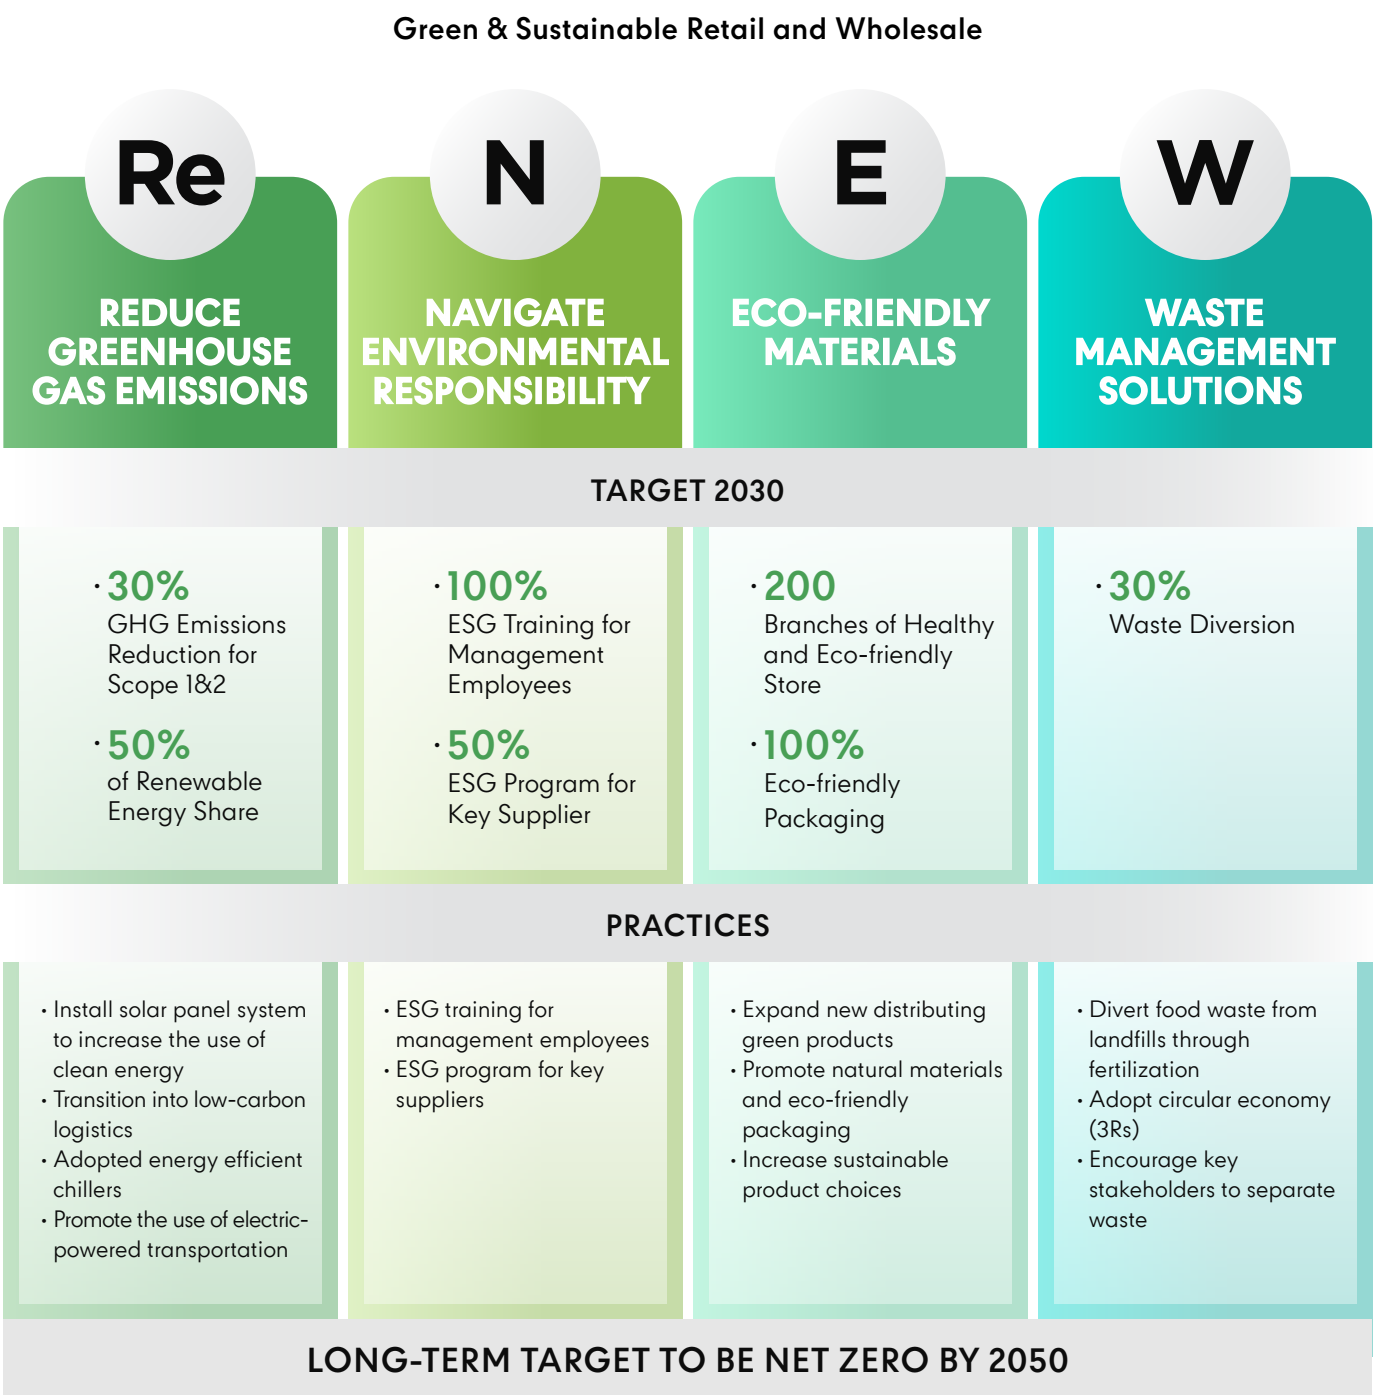 Green & Sustainable Retail and Wholesale
Re
REDUCE
GREENHOUSE
GAS EMISSIONS
N
NAVIGATE
ENVIRONMENTAL
RESPONSIBILITY
E
ECO-FRIENDLY
MATERIALS
W
WASTE
MANAGEMENT
SOLUTIONS
TARGET 2030
· 30%
GHG Emissions
Reduction for
Scope 1&2
· 50%
of Renewable
Energy Share
· 100%
ESG Training for
Management
Employees
· 50%
ESG Program for
Key Supplier
· 200
Branches of Healthy
and Eco-friendly
Store
· 100%
Eco-friendly
Packaging
· 30%
Waste Diversion
PRACTICES
· Install solar panel system
to increase the use of
clean energy
· Transition into low-carbon
logistics
· Adopted energy efficient
chillers
· Promote the use of electric-
powered transportation
· ESG training for
management employees
· ESG program for key
suppliers
· Expand new distributing
green products
· Promote natural materials
and eco-friendly
packaging
· Increase sustainable
product choices
· Divert food waste from
landfills through
fertilization
· Adopt circular economy
(3Rs)
· Encourage key
stakeholders to separate
waste
LONG-TERM TARGET TO BE NET ZERO BY 2050